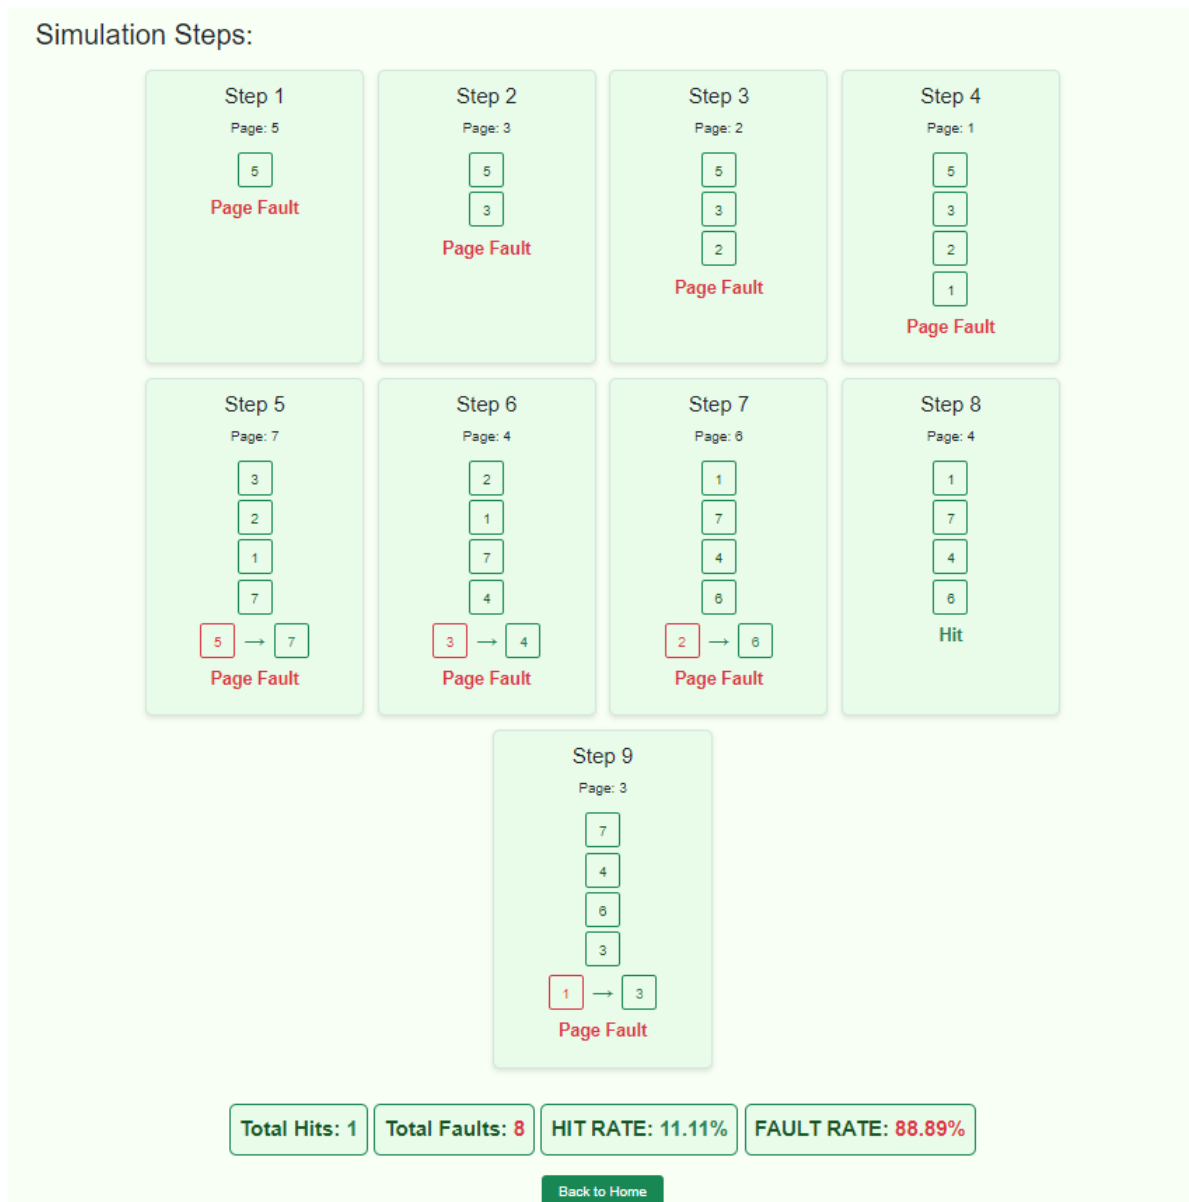 Simulation Steps:
Step 1
Page: 5
5
Page Fault
Step 2
Page: 3
5
3
Page Fault
Step 3
Page: 2
5
3
2
Page Fault
Step 4
Page: 1
5
3
2
1
Page Fault
Step 5
Page: 7
3
2
1
7
5 → 7
Page Fault
Step 6
Page: 4
2
1
7
4
3 → 4
Page Fault
Step 7
Page: 6
1
7
4
6
2 → 6
Page Fault
Step 8
Page: 4
1
7
4
6
Hit
Step 9
Page: 3
7
4
6
3
1 → 3
Page Fault
Total Hits: 1 Total Faults: 8 HIT RATE: 11.11% FAULT RATE: 88.89%
Back to Home